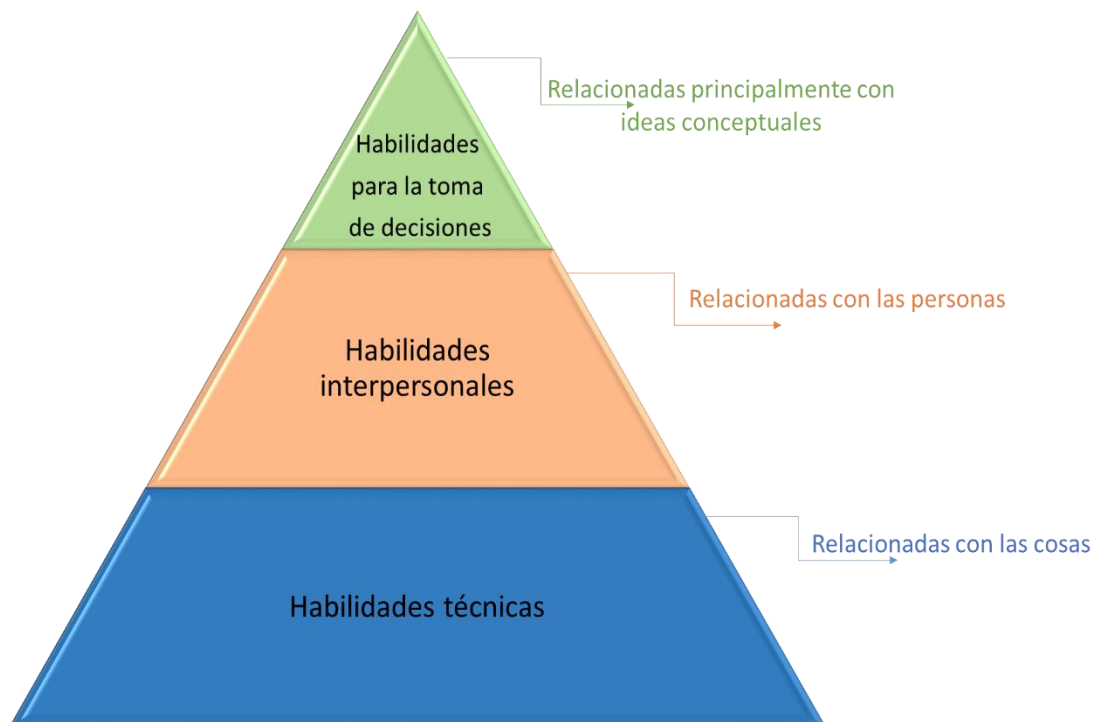 Relacionadas principalmente con
ideas conceptuales
Habilidades
para la toma
de decisiones
Relacionadas con las personas
Habilidades
interpersonales
Relacionadas con las cosas
Habilidades técnicas